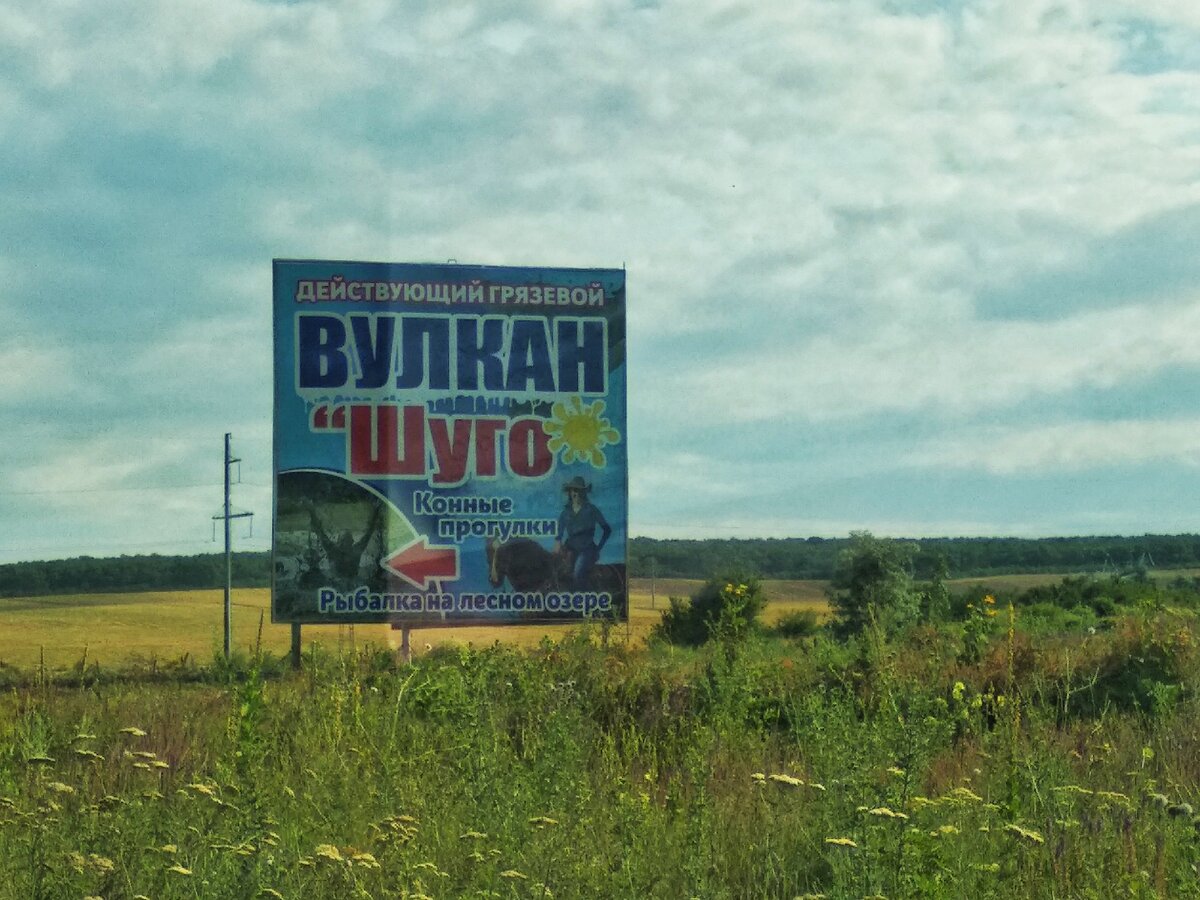 ДЕЙСТВУЮЩИЙ ГРЯЗЕВОЙ
ВУЛКАН
“Шуго
Конные
прогулки
Рыбалка на лесном озере